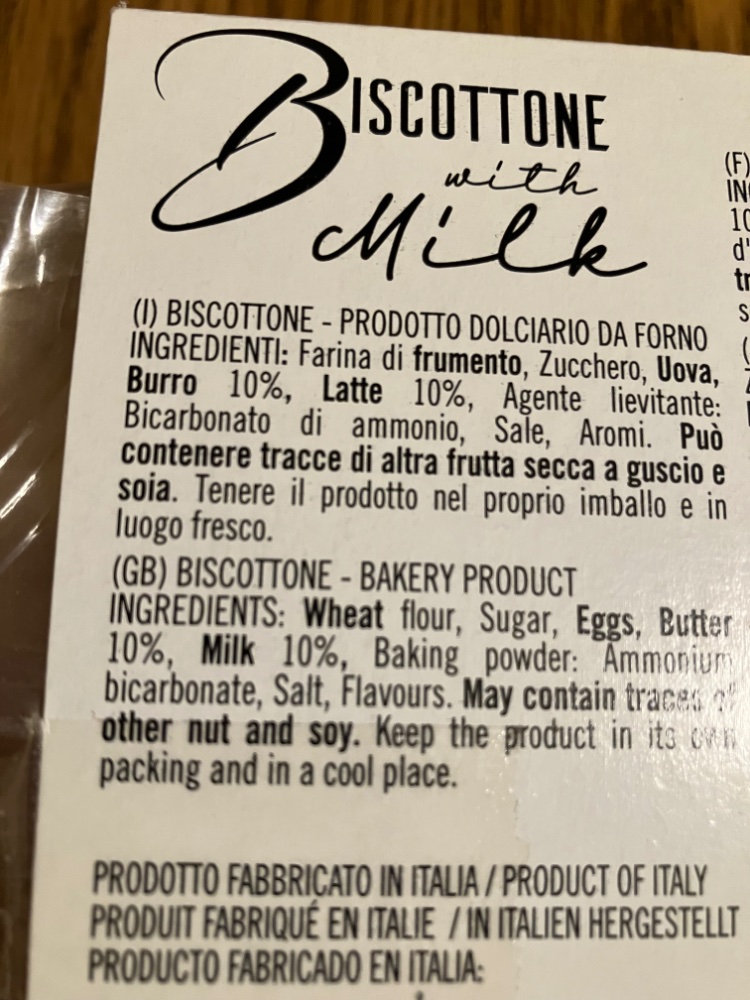 BISCOTTONE
with
Milk
(I) BISCOTTONE - PRODOTTO DOLCIARIO DA FORNO
INGREDIENTI: Farina di frumento, Zucchero, Uova,
Burro 10%, Latte 10%, Agente lievitante:
Bicarbonato di ammonio, Sale, Aromi. Può
contenere tracce di altra frutta secca a guscio e
soia. Tenere il prodotto nel proprio imballo e in
luogo fresco.
(GB) BISCOTTONE - BAKERY PRODUCT
INGREDIENTS: Wheat flour, Sugar, Eggs, Butter
10%, Milk 10%, Baking powder: Ammonium
bicarbonate, Salt, Flavours. May contain traces of
other nut and soy. Keep the product in its own
packing and in a cool place.
PRODOTTO FABBRICATO IN ITALIA / PRODUCT OF ITALY
PRODUIT FABRIQUÉ EN ITALIE / IN ITALIEN HERGESTELLT
PRODUCTO FABRICADO EN ITALIA:
(F)
10
d'